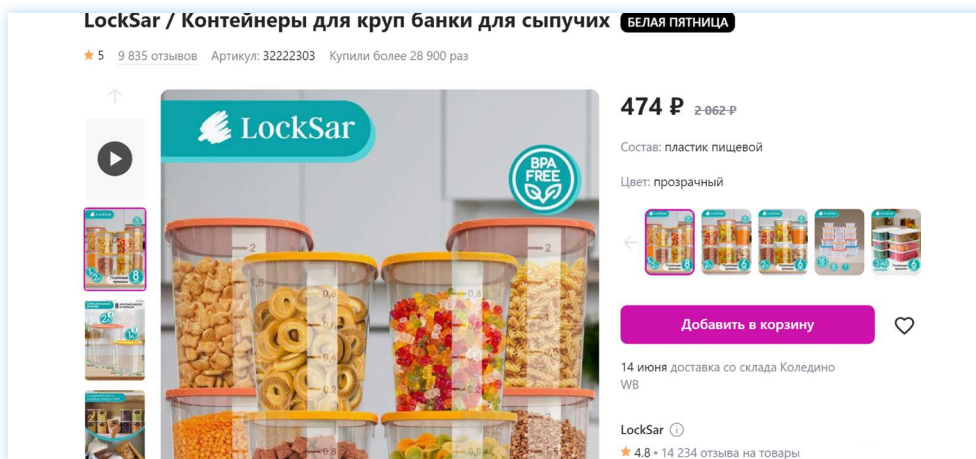 LockSar / Контейнеры для круп банки для сыпучих
БЕЛАЯ ПЯТНИЦА
5 9 835 отзывов Артикул: 32222303 Купили более 28 900 раз
LockSar
BPA
FREE
474 ₽ 2 062 ₽
Состав: пластик пищевой
Цвет: прозрачный
Добавить в корзину
14 июня доставка со склада Коледино
WB
LockSar
4.8 • 14 234 отзыва на товары